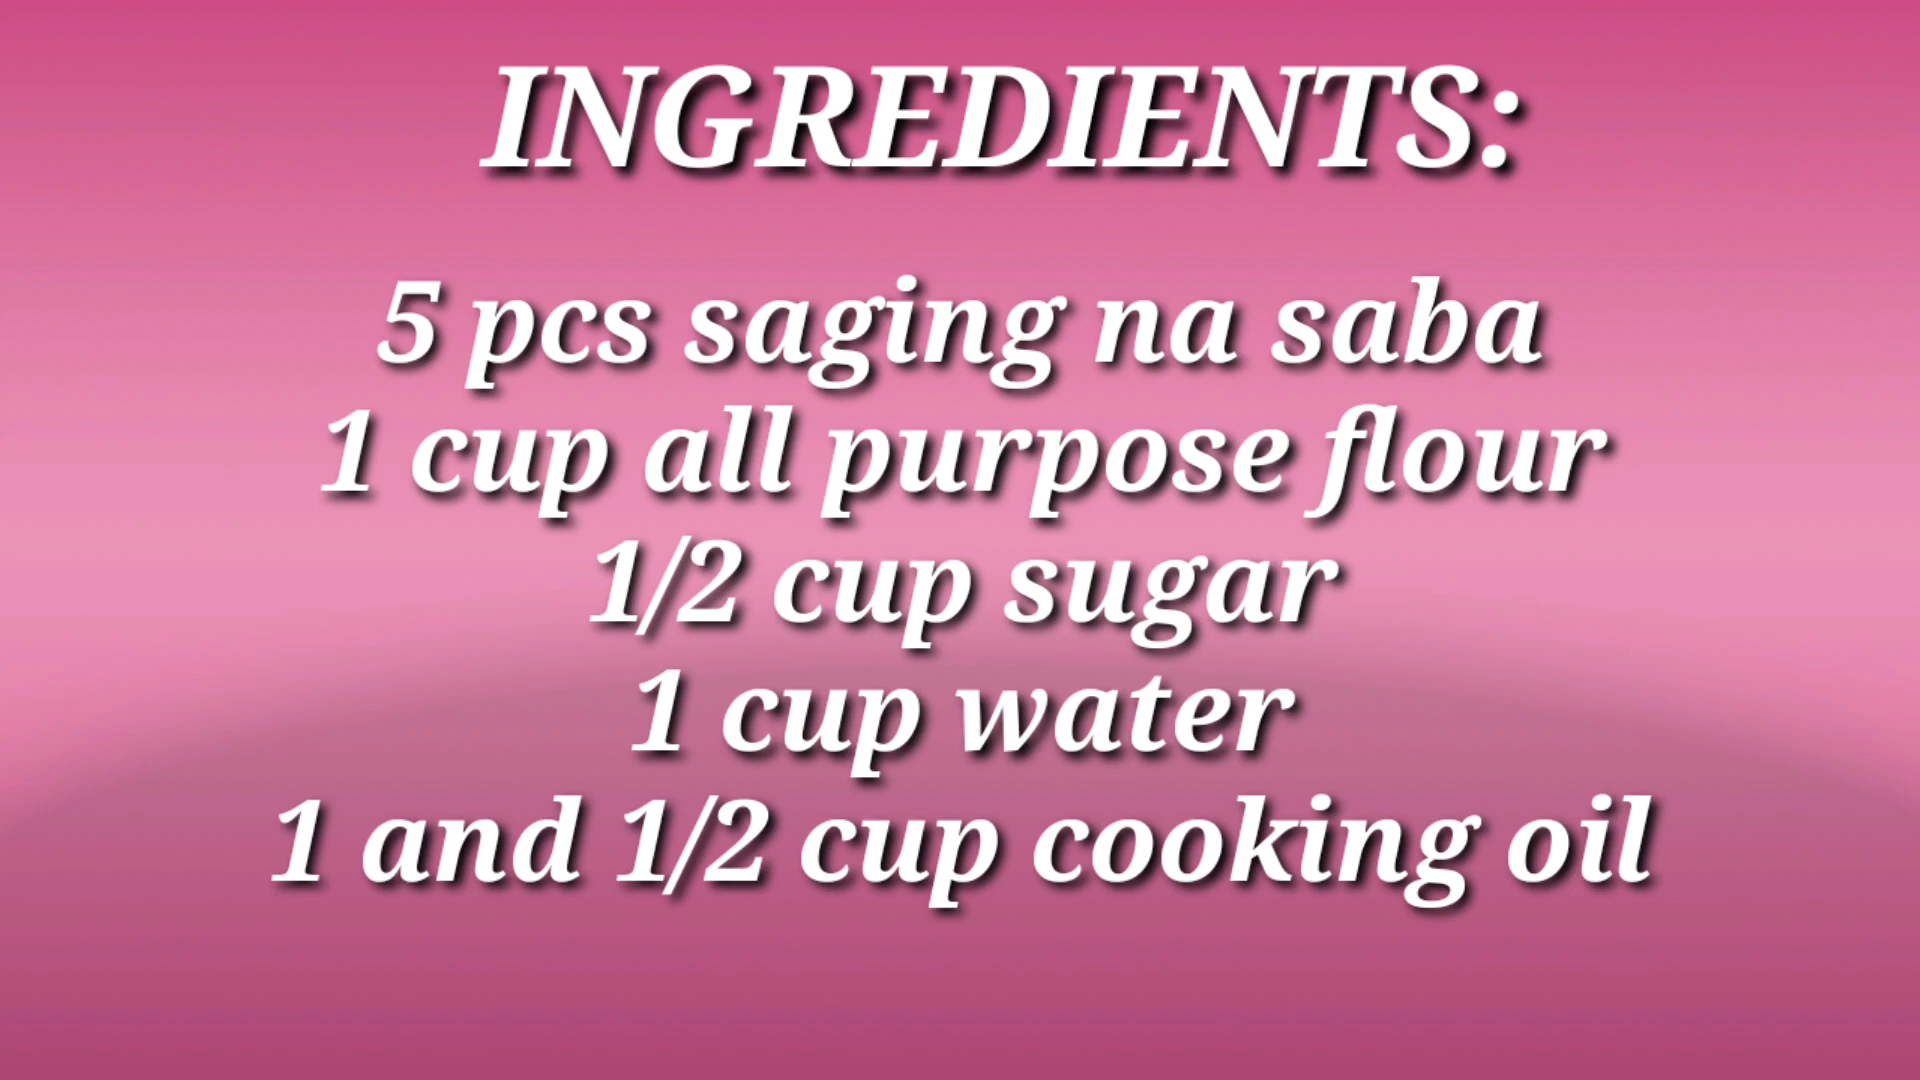 INGREDIENTS:
5 pcs saging na saba
1 cup all purpose flour
1/2 cup sugar
1 cup water
1 and 1/2 cup cooking oil